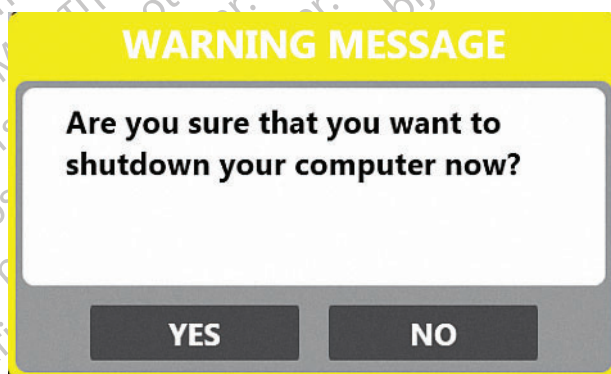 WARNING MESSAGE
Are you sure that you want to
shutdown your computer now?
YES
NO